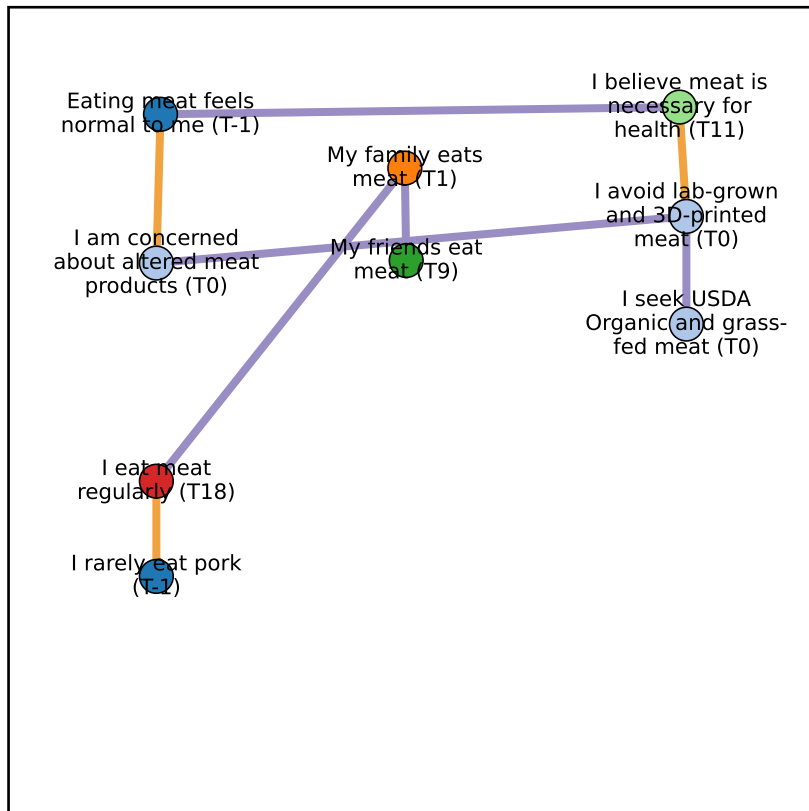 Eating meat feels
normal to me (T-1)
I believe meat is
necessary for
health (T11)
My family eats
meat (T1)
I avoid lab-grown
and 3D-printed
meat (T0)
I am concerned
about altered meat
products (T0)
My friends eat
meat (T9)
I seek USDA
Organic and grass-
fed meat (T0)
I eat meat
regularly (T18)
I rarely eat pork
(T-1)